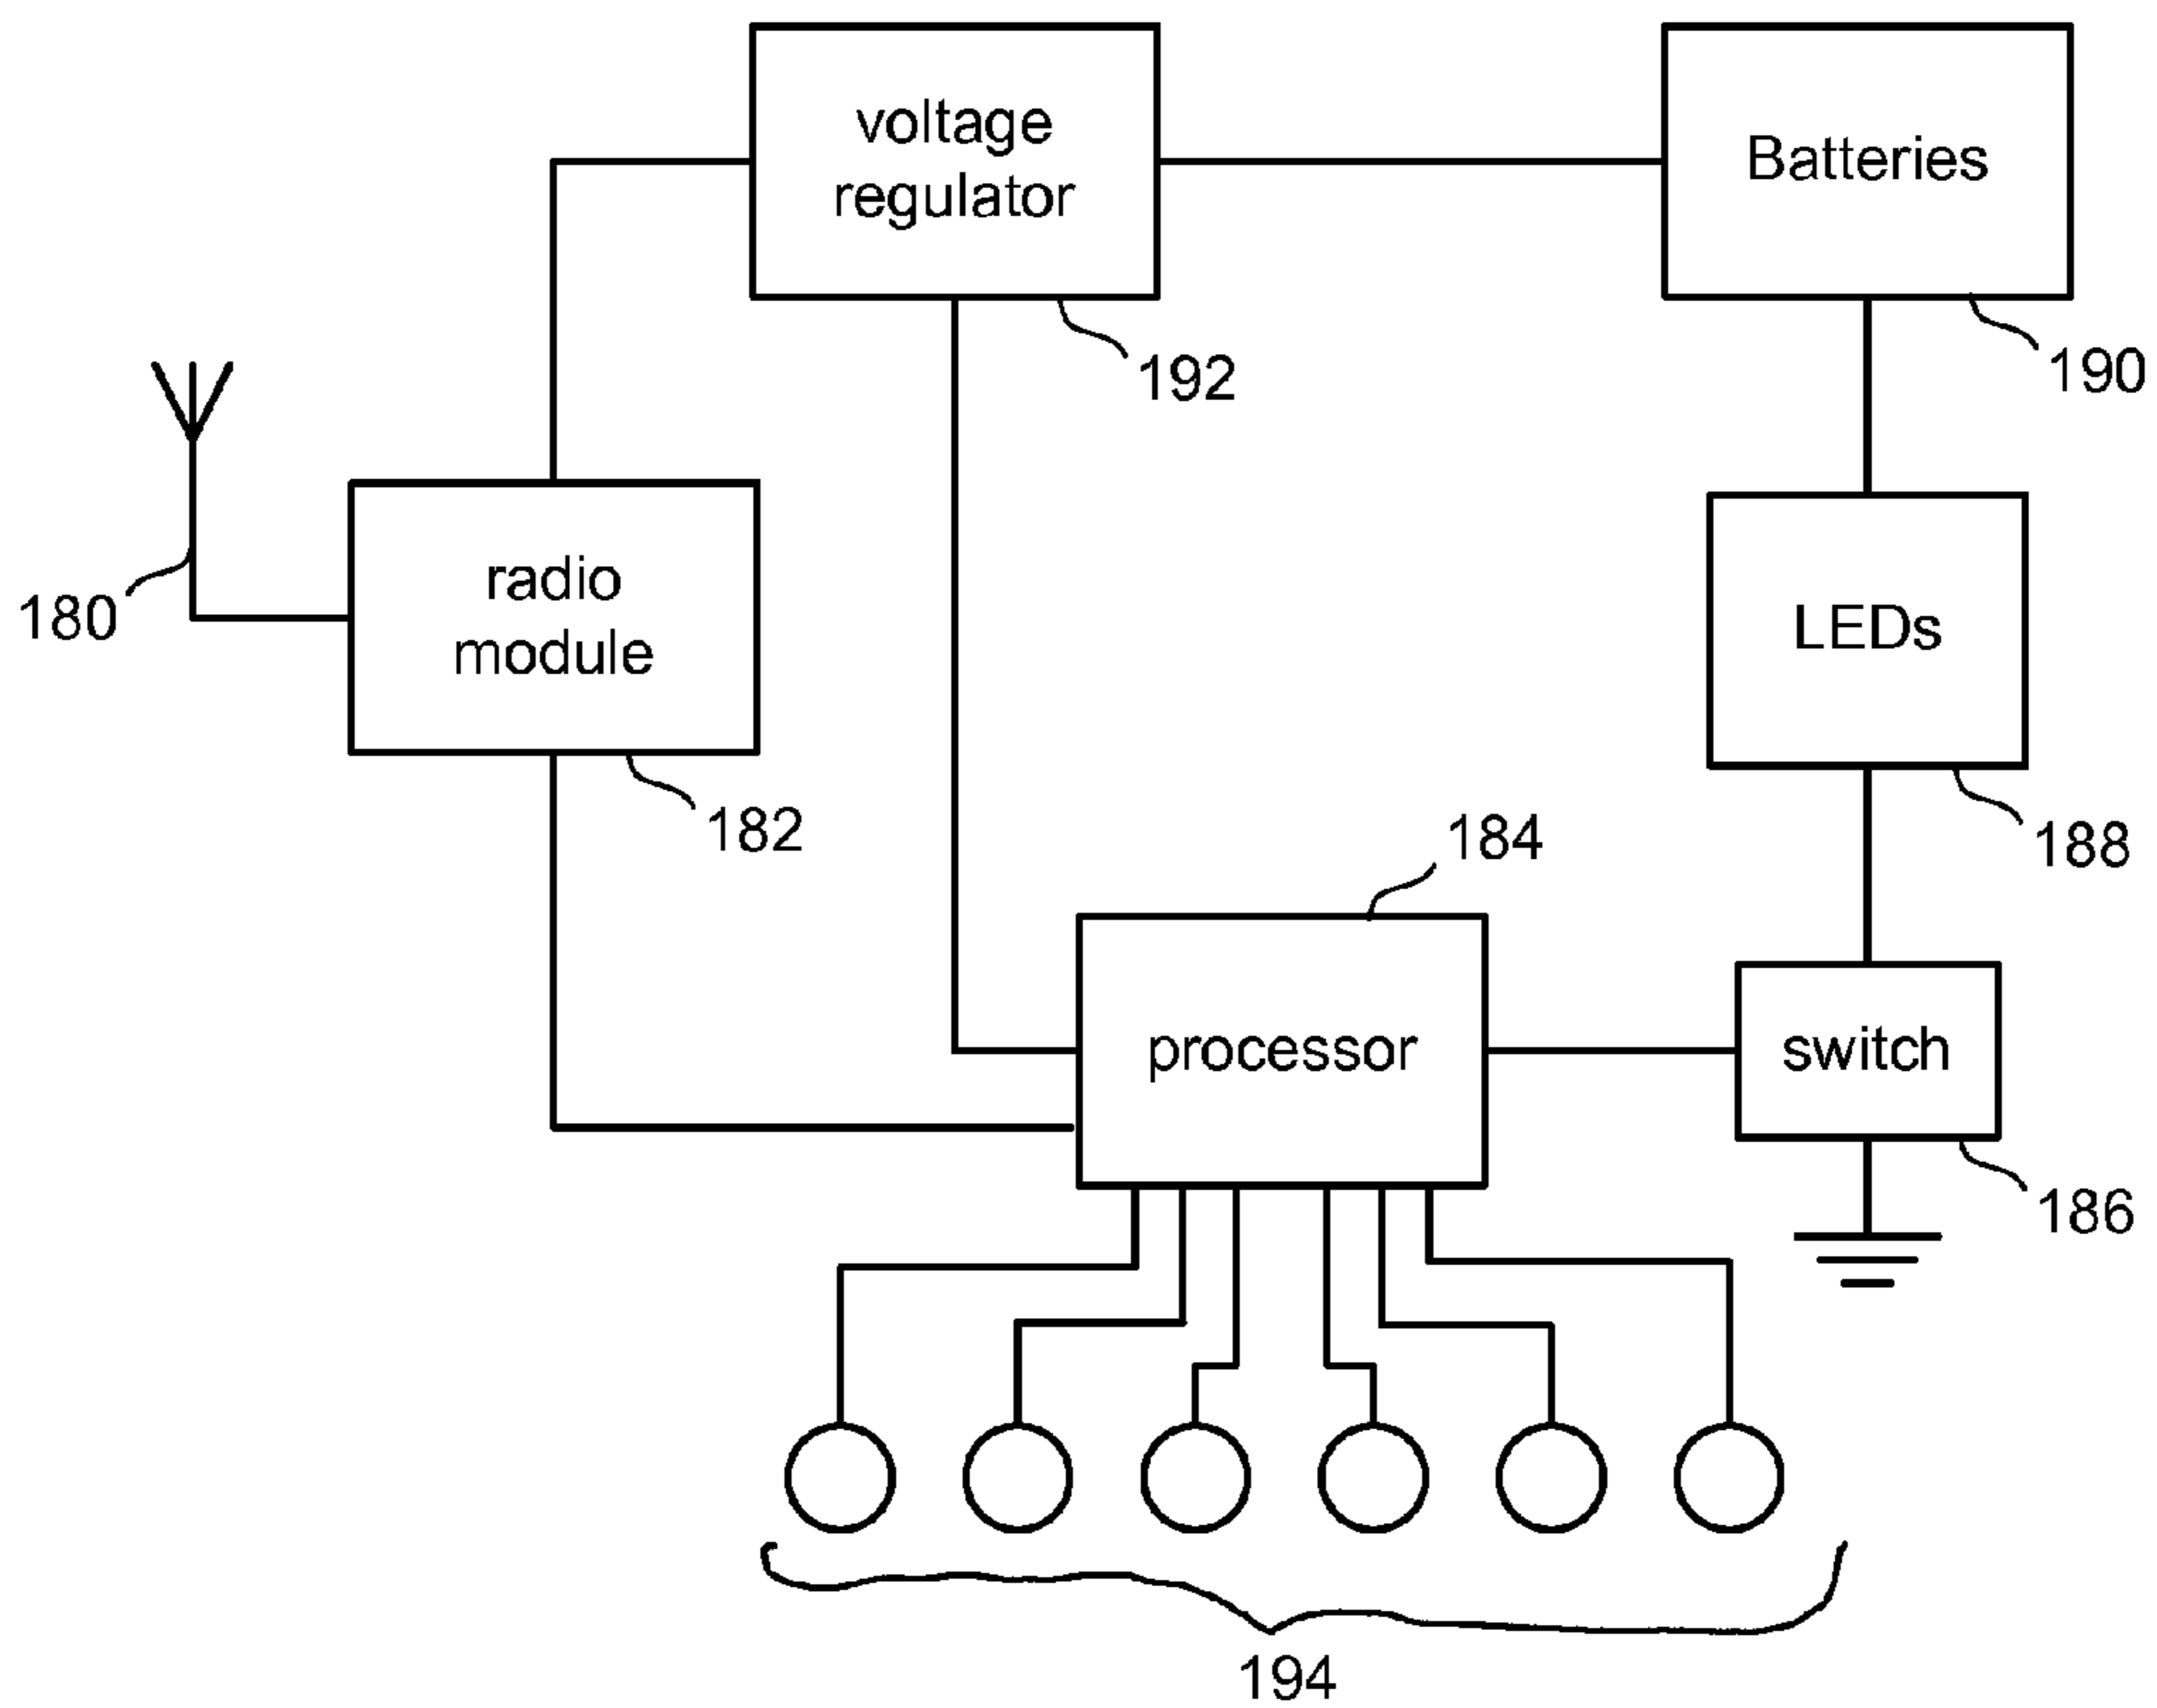 voltage
regulator
Batteries
192
190
radio
module
180
LEDs
182
184
188
processor
switch
186
194